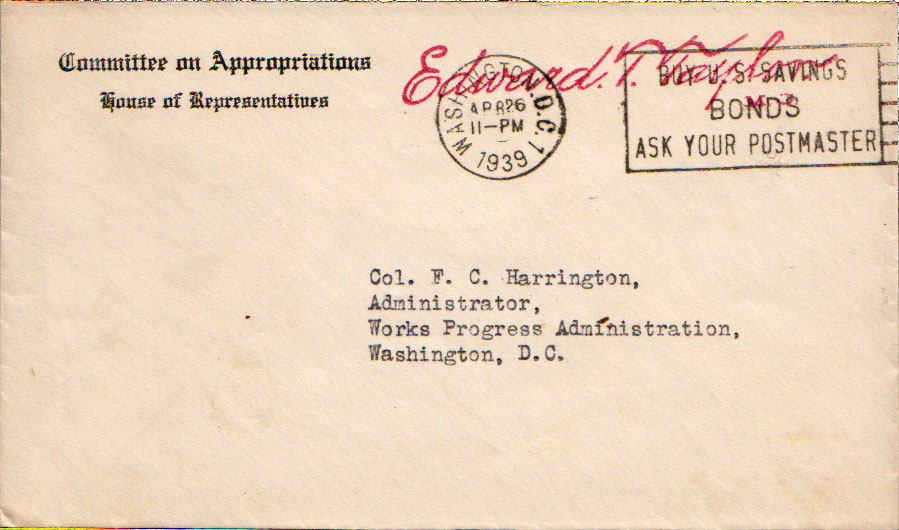 Committee on Appropriations
House of Representatives
Edward. T. Taylor
M.C.
WASHINGTON D.C. 1
APR 26
11-PM
1939
BUY U.S. SAVINGS
BONDS
ASK YOUR POSTMASTER
Col. F. C. Harrington,
Administrator,
Works Progress Administration,
Washington, D.C.